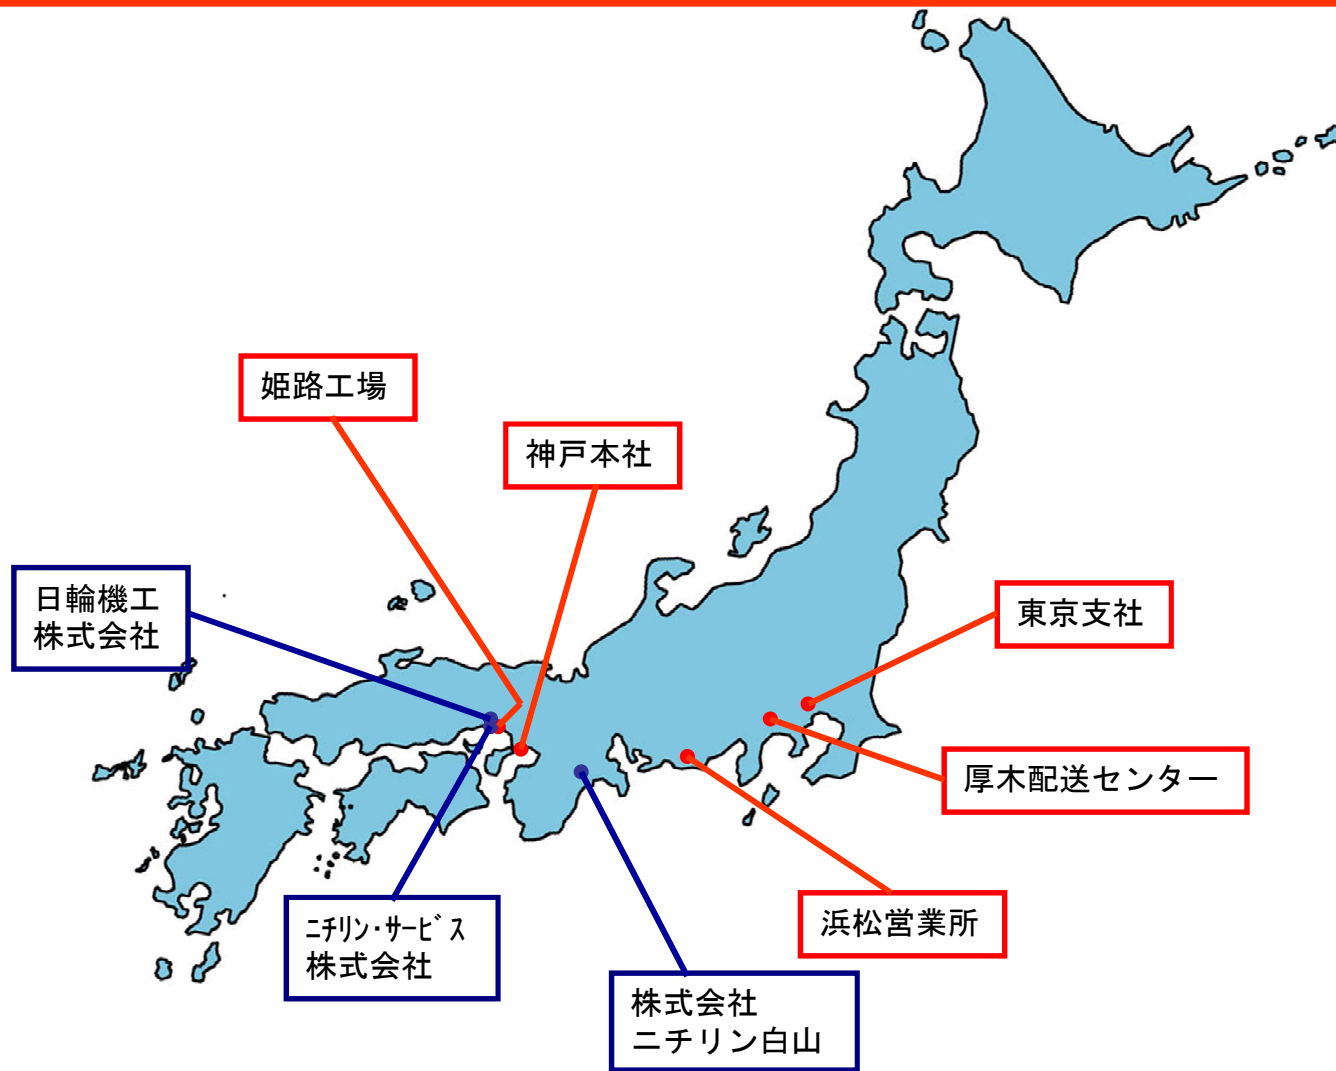 姫路工場
神戸本社
日輪機工
株式会社
東京支社
厚木配送センター
浜松営業所
ニチリン・サービス
株式会社
株式会社
ニチリン白山